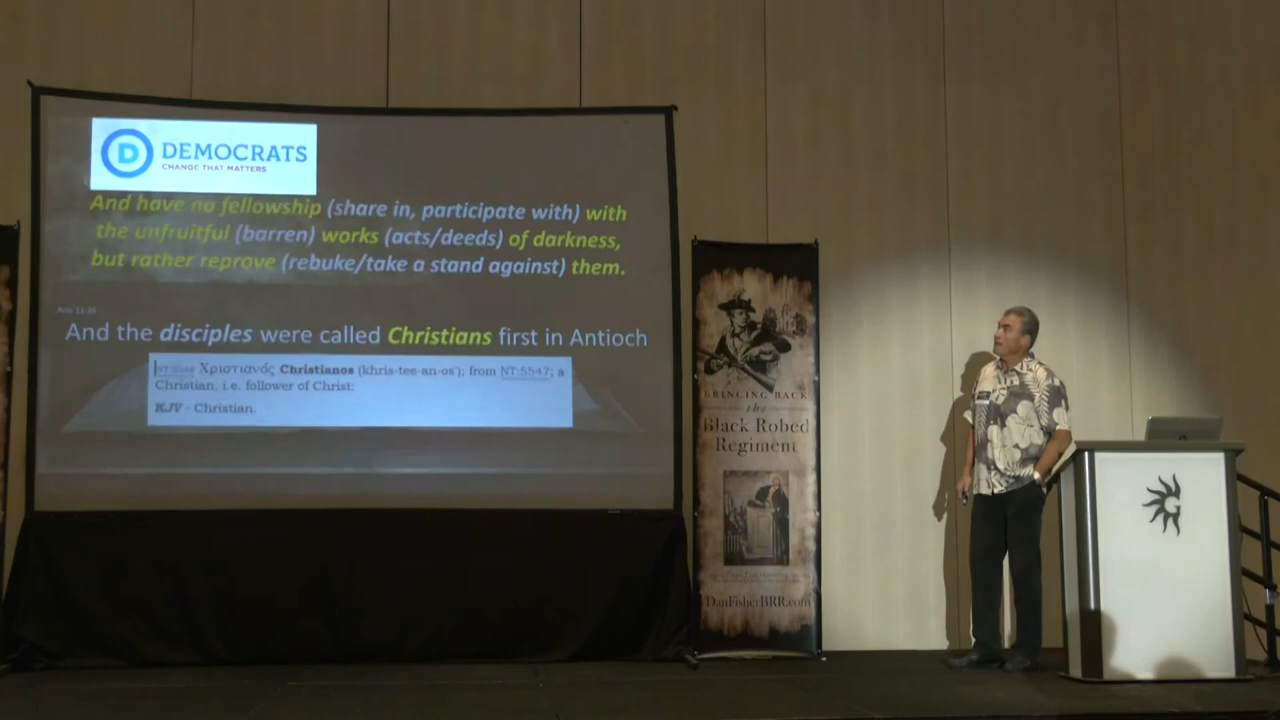 DEMOCRATS
CHANGE THAT MATTERS
And have no fellowship (share in, participate with) with
the unfruitful (barren) works (acts/deeds) of darkness,
but rather reprove (rebuke/take a stand against) them.
And the disciples were called Christians first in Antioch
Χριστιανός Christianos (khris-tee-an-os'); from NT:5547; a
Christian, i.e. follower of Christ:
KJV - Christian.
BRINGING BACK
the
Black Robed
Regiment
DanFisherBRR.com